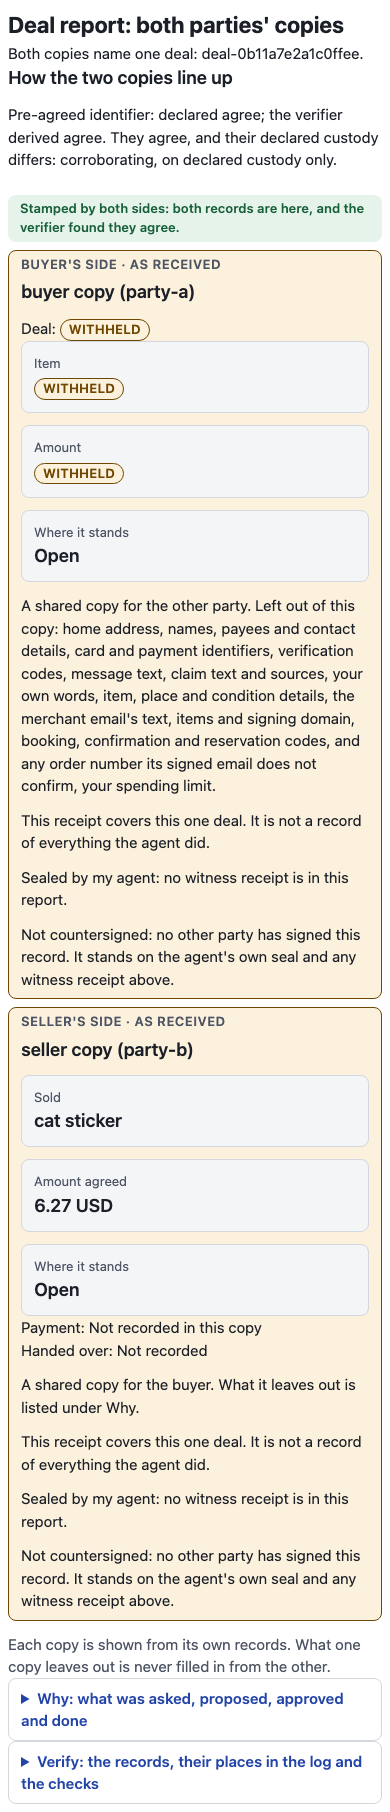 Deal report: both parties' copies
Both copies name one deal: deal-0b11a7e2a1c0ffee.
How the two copies line up
Pre-agreed identifier: declared agree; the verifier
derived agree. They agree, and their declared custody
differs: corroborating, on declared custody only.
Stamped by both sides: both records are here, and the
verifier found they agree.
BUYER'S SIDE · AS RECEIVED
buyer copy (party-a)
Deal: WITHHELD
Item
WITHHELD
Amount
WITHHELD
Where it stands
Open
A shared copy for the other party. Left out of this
copy: home address, names, payees and contact
details, card and payment identifiers, verification
codes, message text, claim text and sources, your
own words, item, place and condition details, the
merchant email's text, items and signing domain,
booking, confirmation and reservation codes, and
any order number its signed email does not
confirm, your spending limit.
This receipt covers this one deal. It is not a record
of everything the agent did.
Sealed by my agent: no witness receipt is in this
report.
Not countersigned: no other party has signed this
record. It stands on the agent's own seal and any
witness receipt above.
SELLER'S SIDE · AS RECEIVED
seller copy (party-b)
Sold
cat sticker
Amount agreed
6.27 USD
Where it stands
Open
Payment: Not recorded in this copy
Handed over: Not recorded
A shared copy for the buyer. What it leaves out is
listed under Why.
This receipt covers this one deal. It is not a record
of everything the agent did.
Sealed by my agent: no witness receipt is in this
report.
Not countersigned: no other party has signed this
record. It stands on the agent's own seal and any
witness receipt above.
Each copy is shown from its own records. What one
copy leaves out is never filled in from the other.
▶ Why: what was asked, proposed, approved
and done
▶ Verify: the records, their places in the log and
the checks